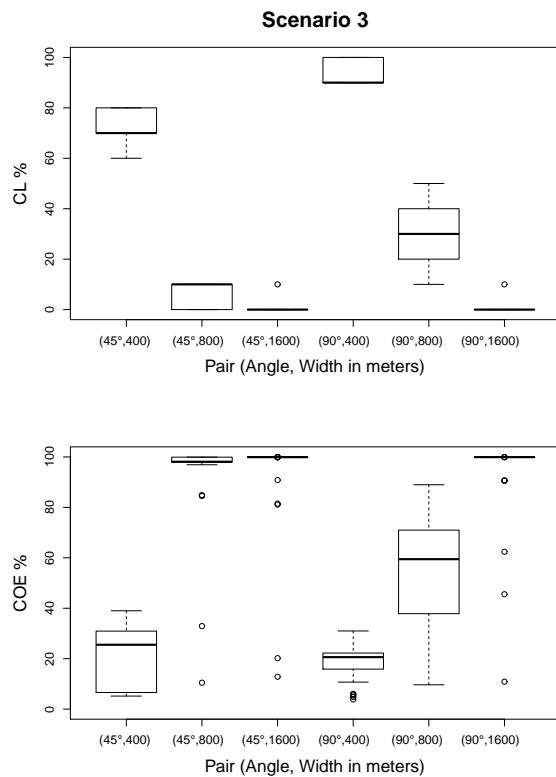 Scenario 3
CL %
100
80
60
40
20
0
(45°,400) (45°,800) (45°,1600) (90°,400) (90°,800) (90°,1600)
Pair (Angle, Width in meters)
COE %
100
80
60
40
20
0
(45°,400) (45°,800) (45°,1600) (90°,400) (90°,800) (90°,1600)
Pair (Angle, Width in meters)